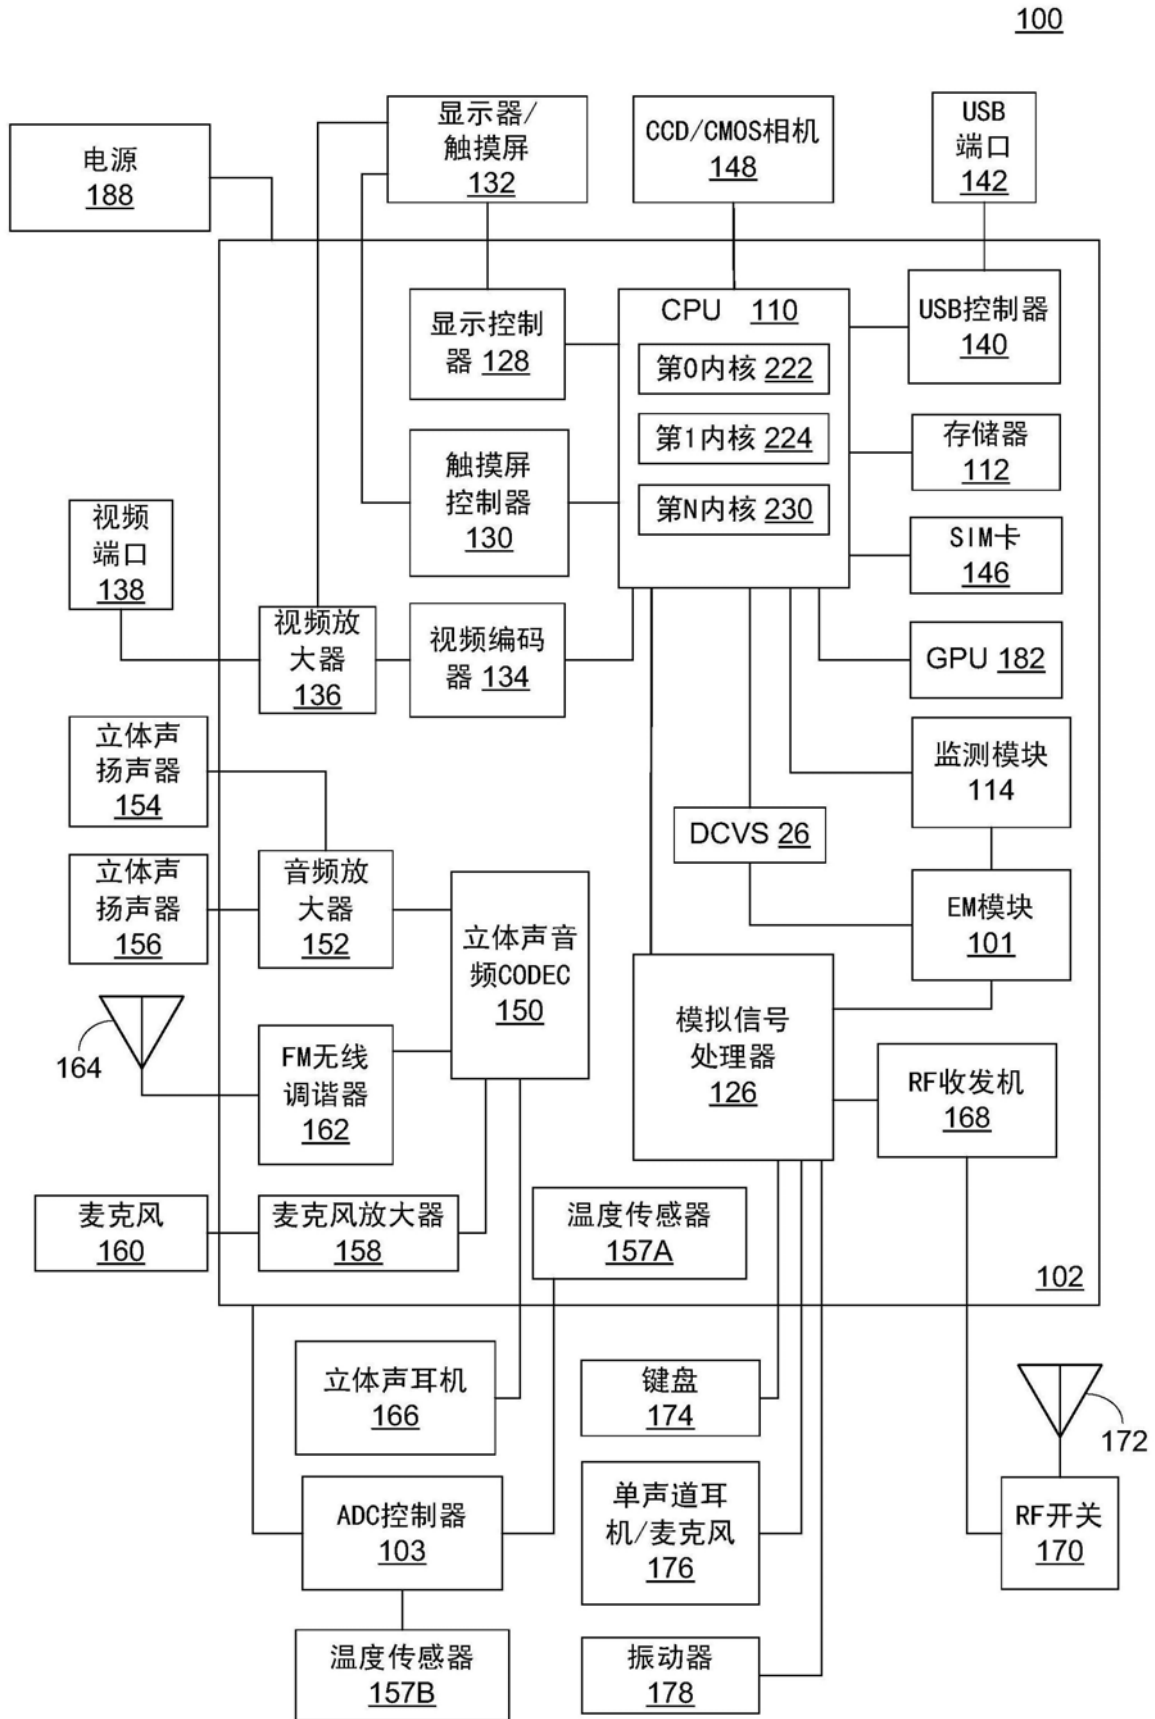 100
电源
188
显示器/
触摸屏
132
CCD/CMOS相机
148
USB
端口
142
显示控制
器 128
CPU 110
第0内核 222
第1内核 224
第N内核 230
USB控制器
140
触摸屏
控制器
130
存储器
112
视频
端口
138
SIM卡
146
视频放
大器
136
视频编码
器 134
GPU 182
立体声
扬声器
154
监测模块
114
DCVS 26
立体声
扬声器
156
音频放
大器
152
立体声音
频CODEC
150
EM模块
101
模拟信号
处理器
126
164
FM无线
调谐器
162
RF收发机
168
麦克风
160
麦克风放大器
158
温度传感器
157A
102
立体声耳机
166
键盘
174
172
ADC控制器
103
单声道耳
机/麦克风
176
RF开关
170
温度传感器
157B
振动器
178